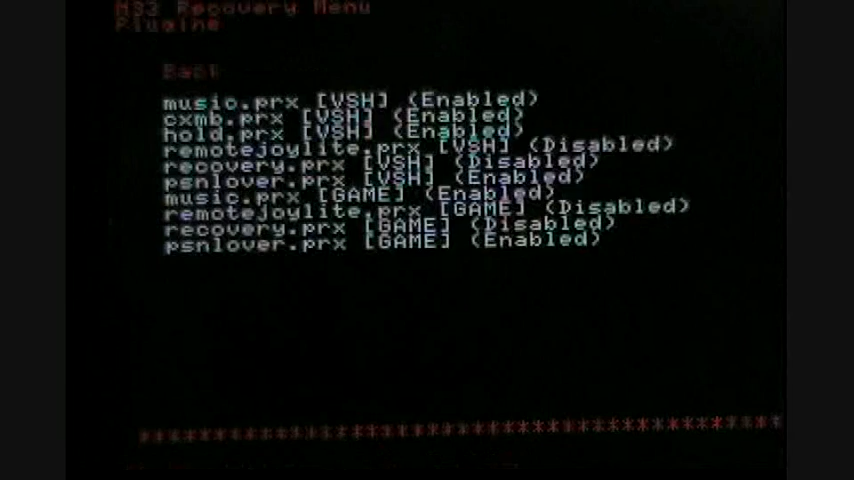 M33 Recovery Menu
Plugins
Back
music.prx [VSH] (Enabled)
cxmb.prx [VSH] (Enabled)
hold.prx [VSH] (Enabled)
remotejoylite.prx [VSH] (Disabled)
recovery.prx [VSH] (Disabled)
psnlover.prx [VSH] (Enabled)
music.prx [GAME] (Enabled)
remotejoylite.prx [GAME] (Disabled)
recovery.prx [GAME] (Disabled)
psnlover.prx [GAME] (Enabled)